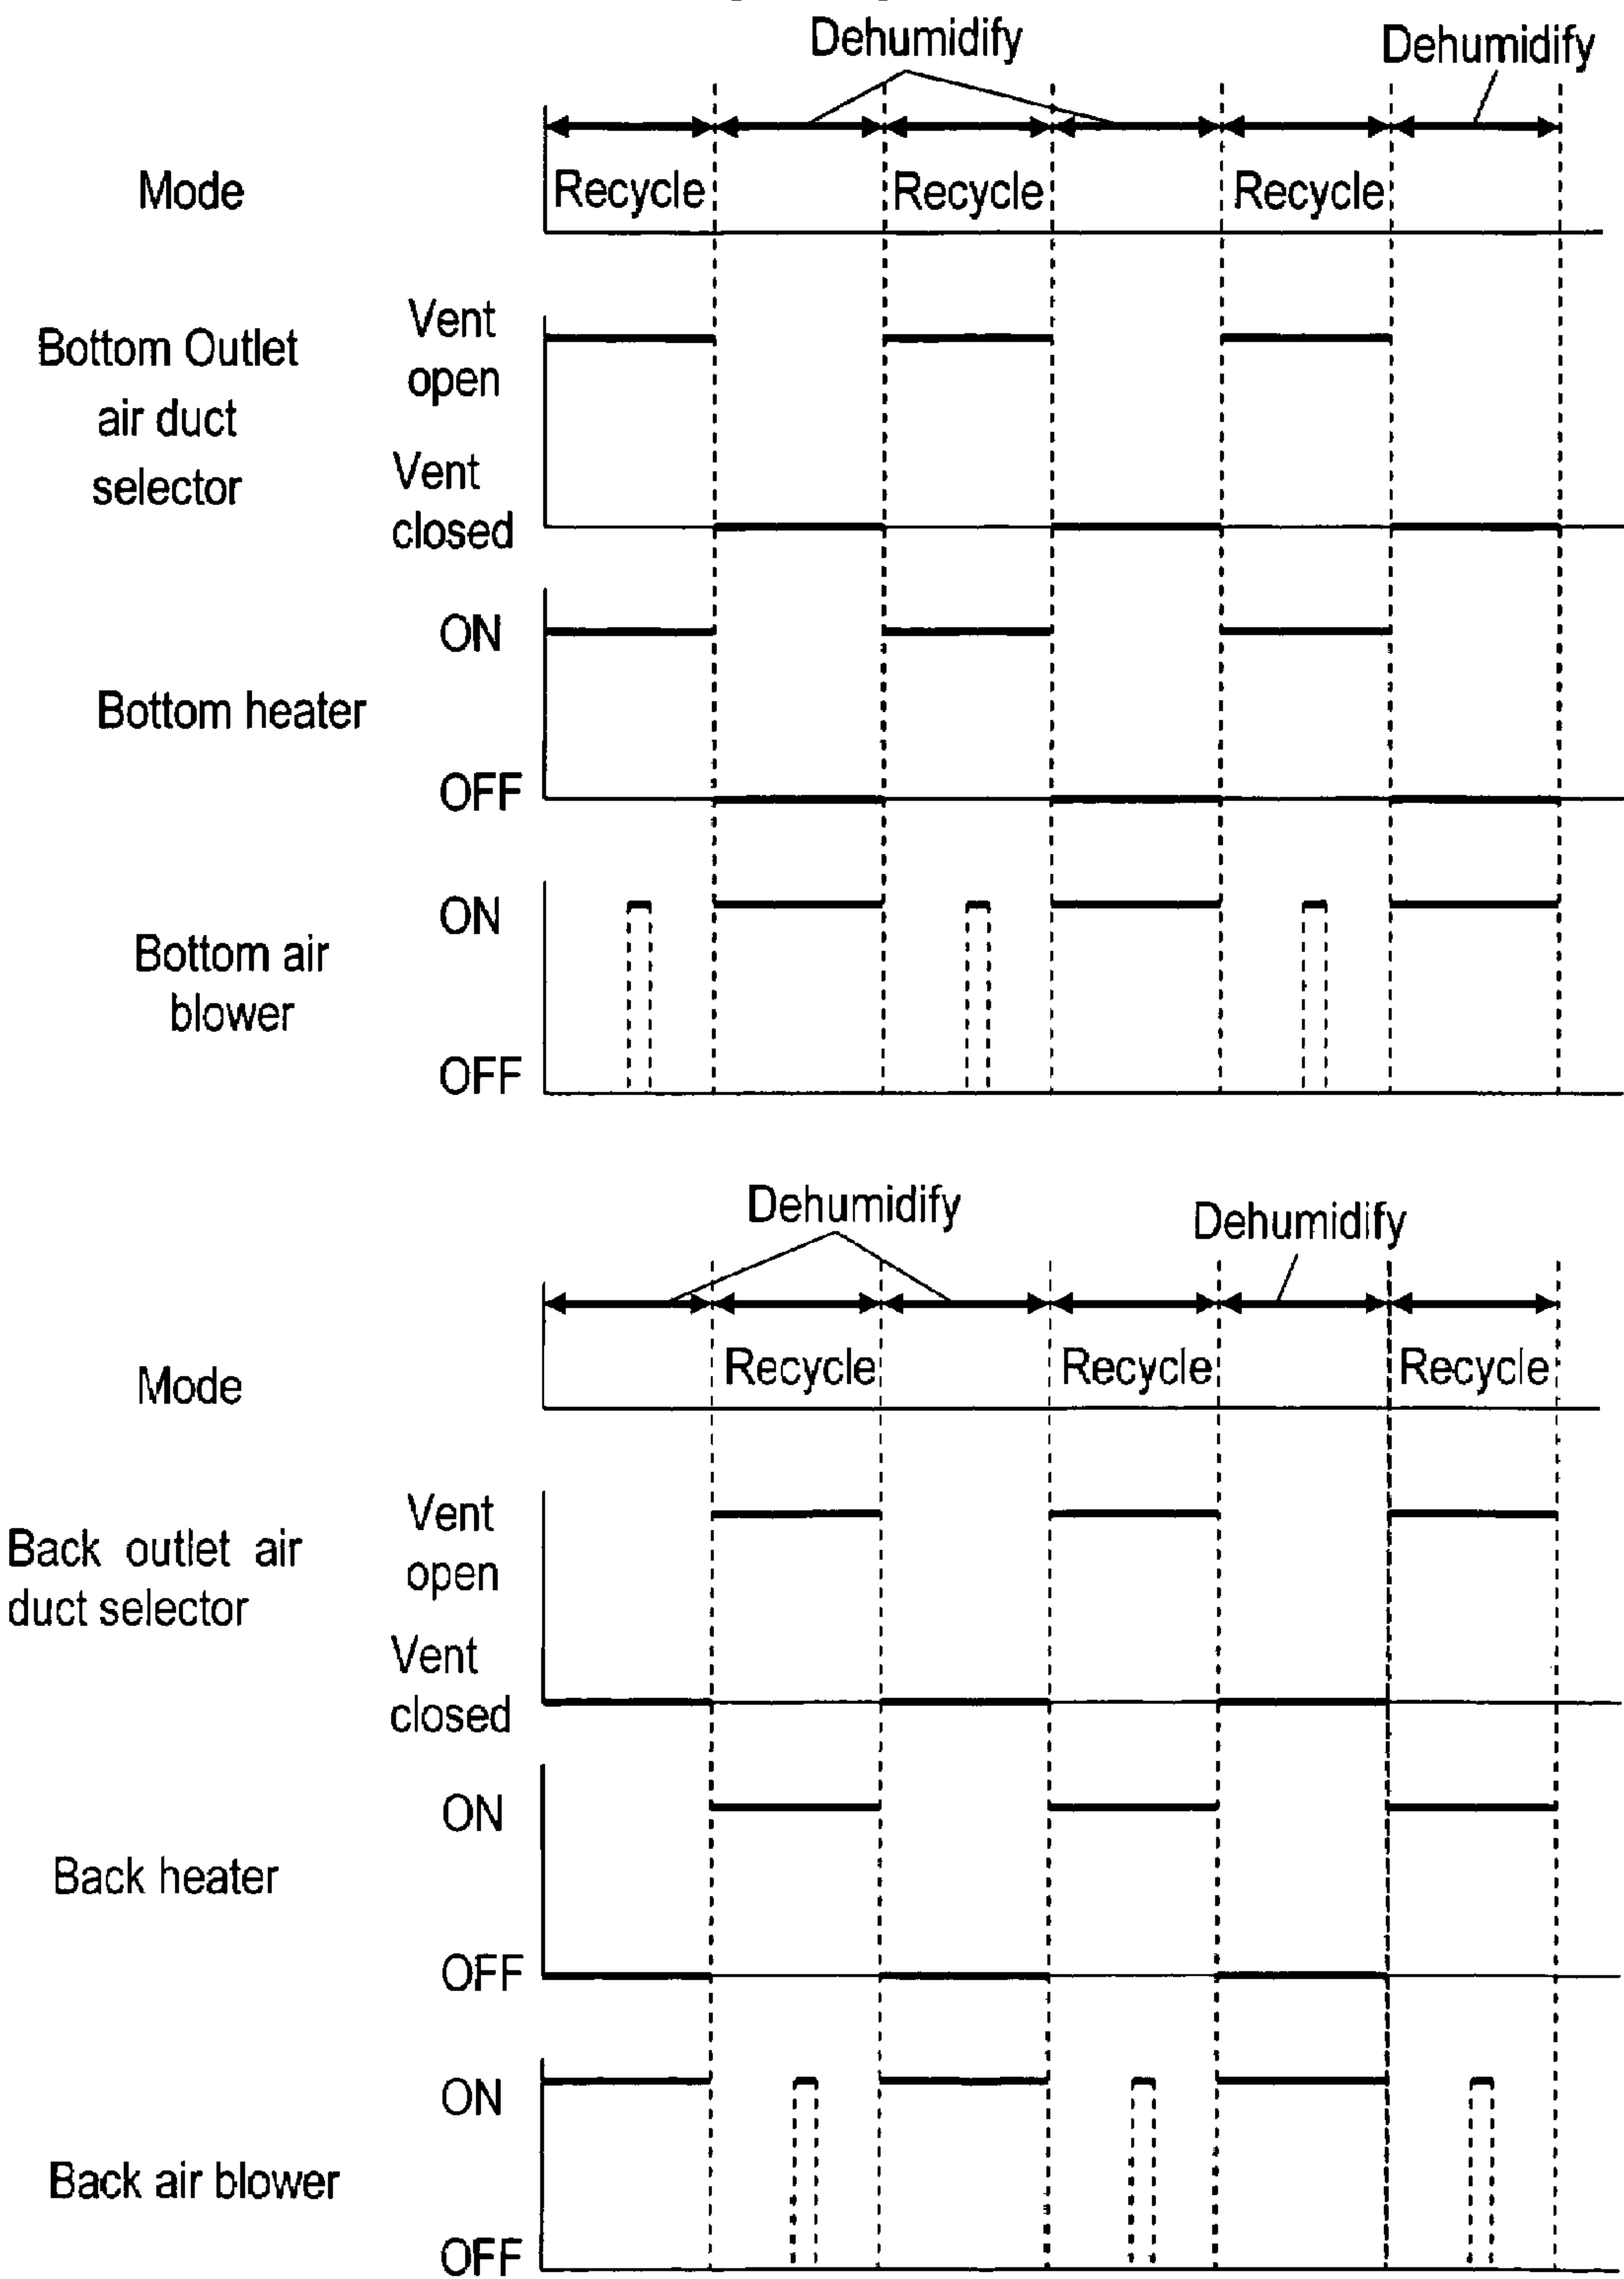 Dehumidify
Dehumidify
Mode
Recycle
Recycle
Recycle
Bottom Outlet
air duct
selector
Vent
open
Vent
closed
Bottom heater
ON
OFF
Bottom air
blower
ON
OFF
Dehumidify
Dehumidify
Mode
Recycle
Recycle
Recycle
Back outlet air
duct selector
Vent
open
Vent
closed
Back heater
ON
OFF
Back air blower
ON
OFF